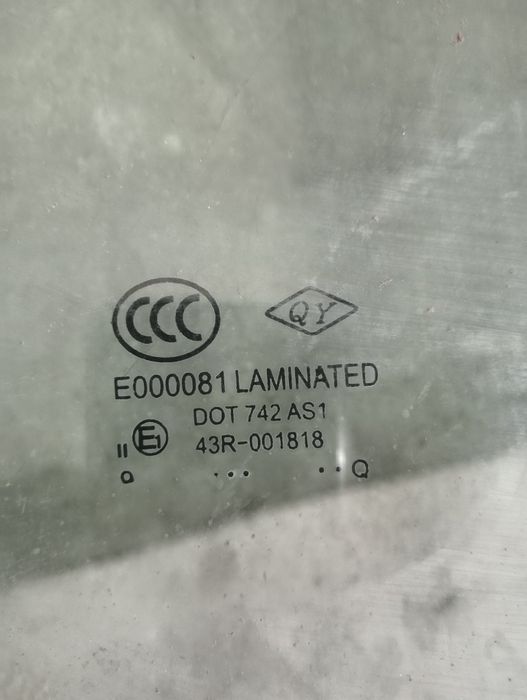 CCC QY
E000081 LAMINATED
DOT 742 AS1
II E1 43R-001818
Q ... .. Q